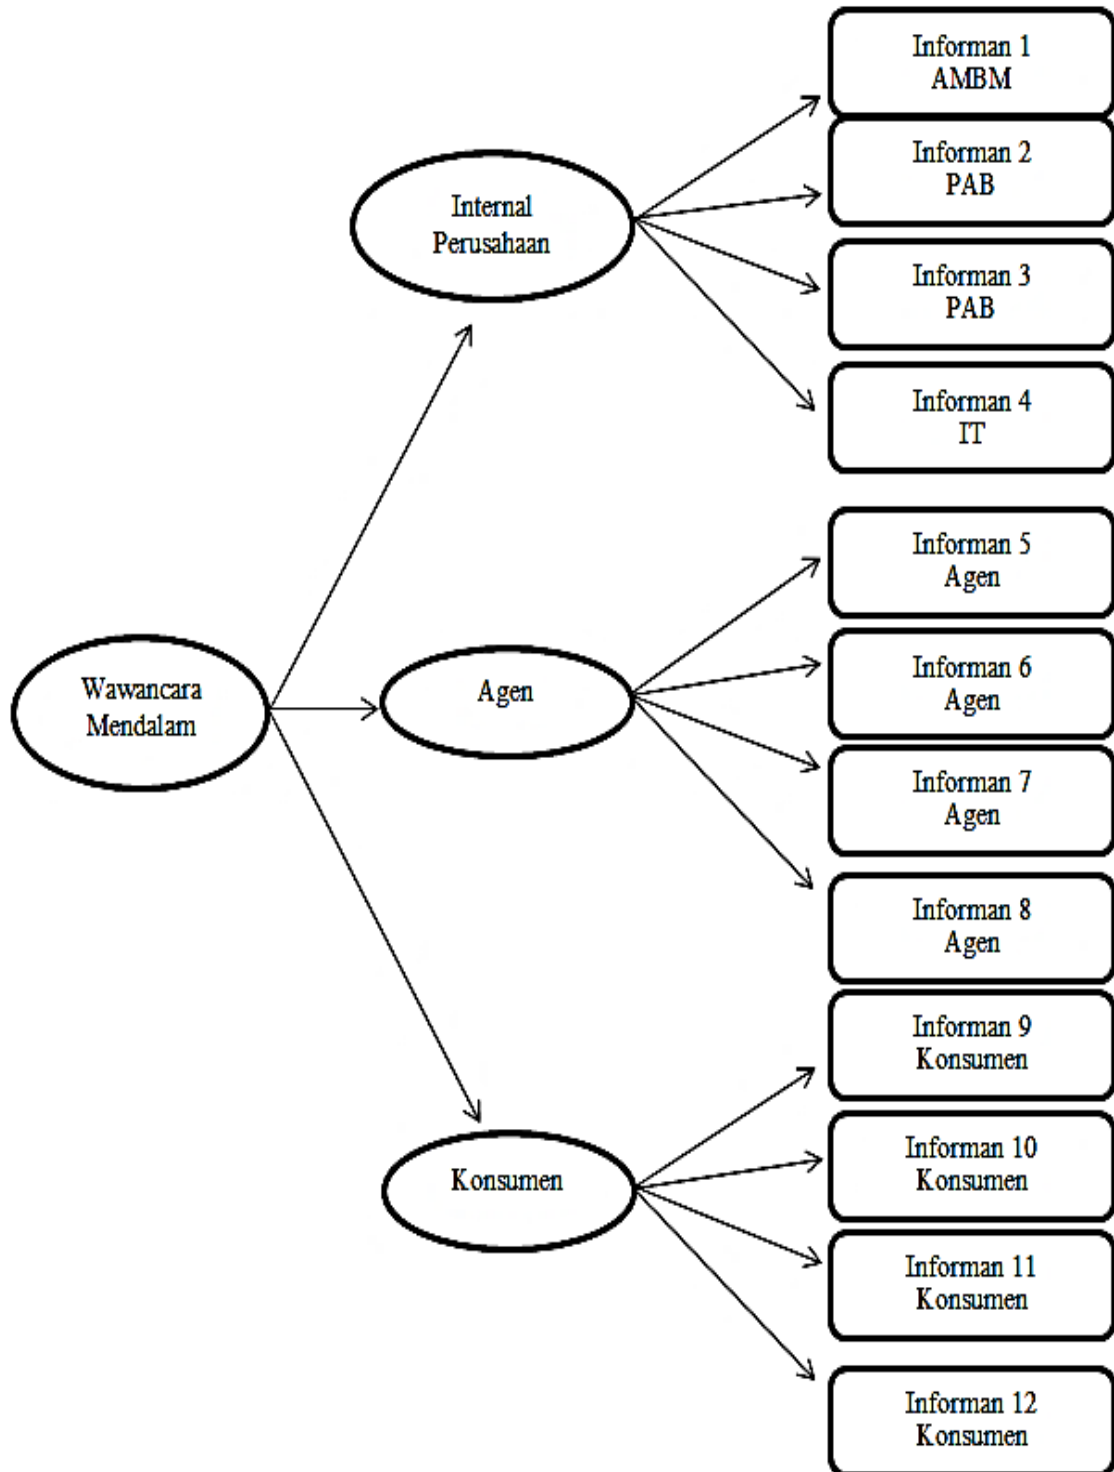 Informan 1
AMBM
Informan 2
PAB
Internal
Perusahaan
Informan 3
PAB
Informan 4
IT
Informan 5
Agen
Wawancara
Mendalam
Agen
Informan 6
Agen
Informan 7
Agen
Informan 8
Agen
Informan 9
Konsumen
Konsumen
Informan 10
Konsumen
Informan 11
Konsumen
Informan 12
Konsumen